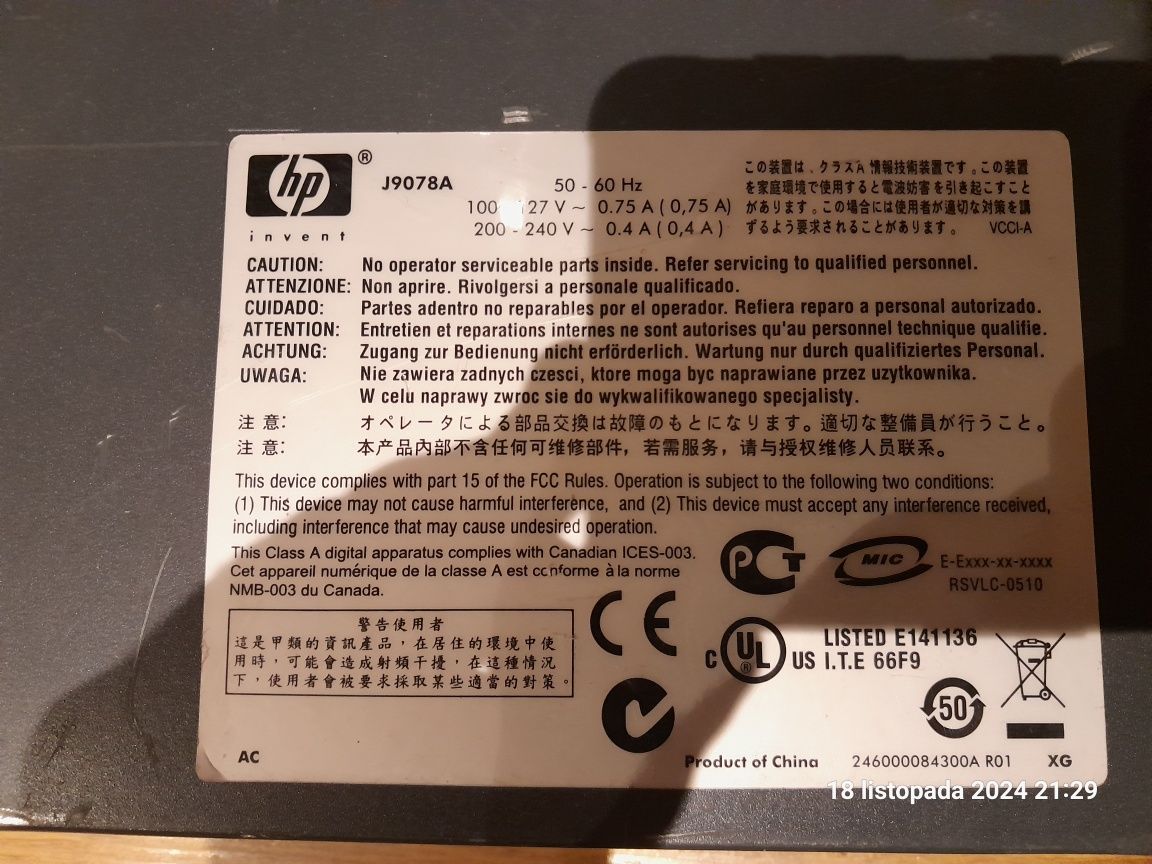 hp ®
invent
J9078A
50 - 60 Hz
100 - 127 V ~ 0.75 A ( 0,75 A)
200 - 240 V ~ 0.4 A ( 0,4 A )
この装置は、クラスA 情報技術装置です。この装置
を家庭環境で使用すると電波妨害を引き起こすこと
があります。この場合には使用者が適切な対策を講
ずるよう要求されることがあります。 VCCI-A
CAUTION: No operator serviceable parts inside. Refer servicing to qualified personnel.
ATTENZIONE: Non aprire. Rivolgersi a personale qualificado.
CUIDADO: Partes adentro no reparables por el operador. Refiera reparo a personal autorizado.
ATTENTION: Entretien et reparations internes ne sont autorises qu'au personnel technique qualifie.
ACHTUNG: Zugang zur Bedienung nicht erförderlich. Wartung nur durch qualifiziertes Personal.
UWAGA: Nie zawiera zadnych czesci, ktore moga byc naprawiane przez uzytkownika.
W celu naprawy zwroc sie do wykwalifikowanego specjalisty.
注 意: オペレータによる部品交換は故障のもとになります。適切な整備員が行うこと。
注 意: 本产品内部不含任何可维修部件，若需服务，请与授权维修人员联系。
This device complies with part 15 of the FCC Rules. Operation is subject to the following two conditions:
(1) This device may not cause harmful interference, and (2) This device must accept any interference received,
including interference that may cause undesired operation.
This Class A digital apparatus complies with Canadian ICES-003.
Cet appareil numérique de la classe A est conforme à la norme
NMB-003 du Canada.
警告使用者
這是甲類的資訊產品，在居住的環境中使
用時，可能會造成射頻干擾，在這種情況
下，使用者會被要求採取某些適當的對策。
PCT
MIC
E-Exxx-xx-xxxx
RSVLC-0510
CE
C UL ® US
LISTED E141136
I.T.E 66F9
50
AC
Product of China
246000084300A R01
XG
18 listopada 2024 21:29